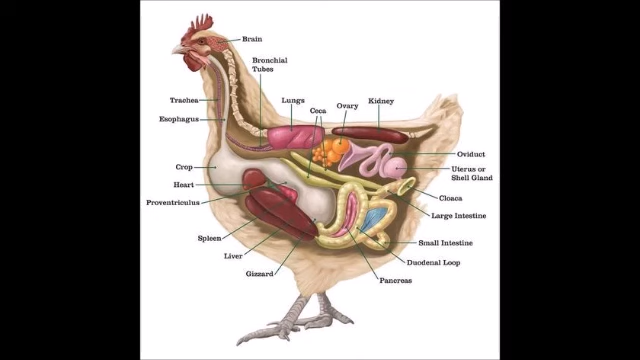 Brain
Bronchial
Tubes
Lungs
Ceca
Ovary
Kidney
Trachea
Esophagus
Oviduct
Crop
Uterus or
Shell Gland
Heart
Cloaca
Proventriculus
Large Intestine
Spleen
Small Intestine
Liver
Duodenal Loop
Gizzard
Pancreas